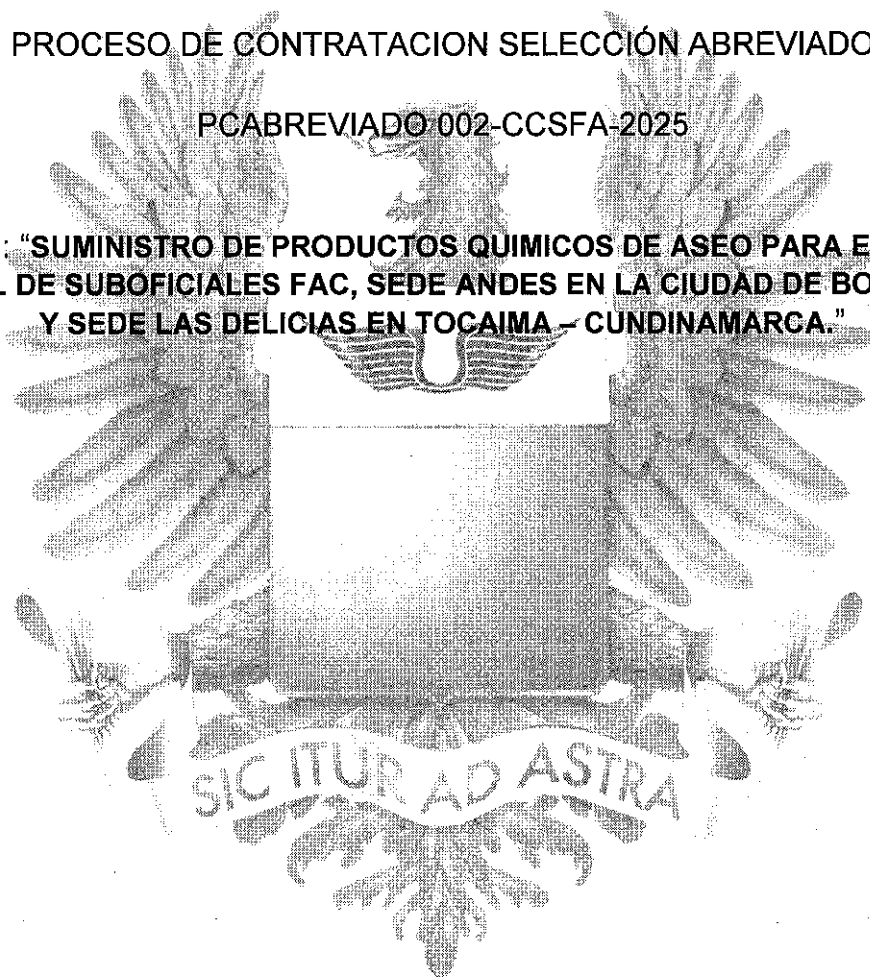 PROCESO DE CONTRATACION SELECCIÓN ABREVIADO
PCABREVIADO 002-CCSFA-2025
: “SUMINISTRO DE PRODUCTOS QUIMICOS DE ASEO PARA E
DE SUBOFICIALES FAC, SEDE ANDES EN LA CIUDAD DE BO
Y SEDE LAS DELICIAS EN TOCAIMA – CUNDINAMARCA.”
SIC ITUR AD ASTRA